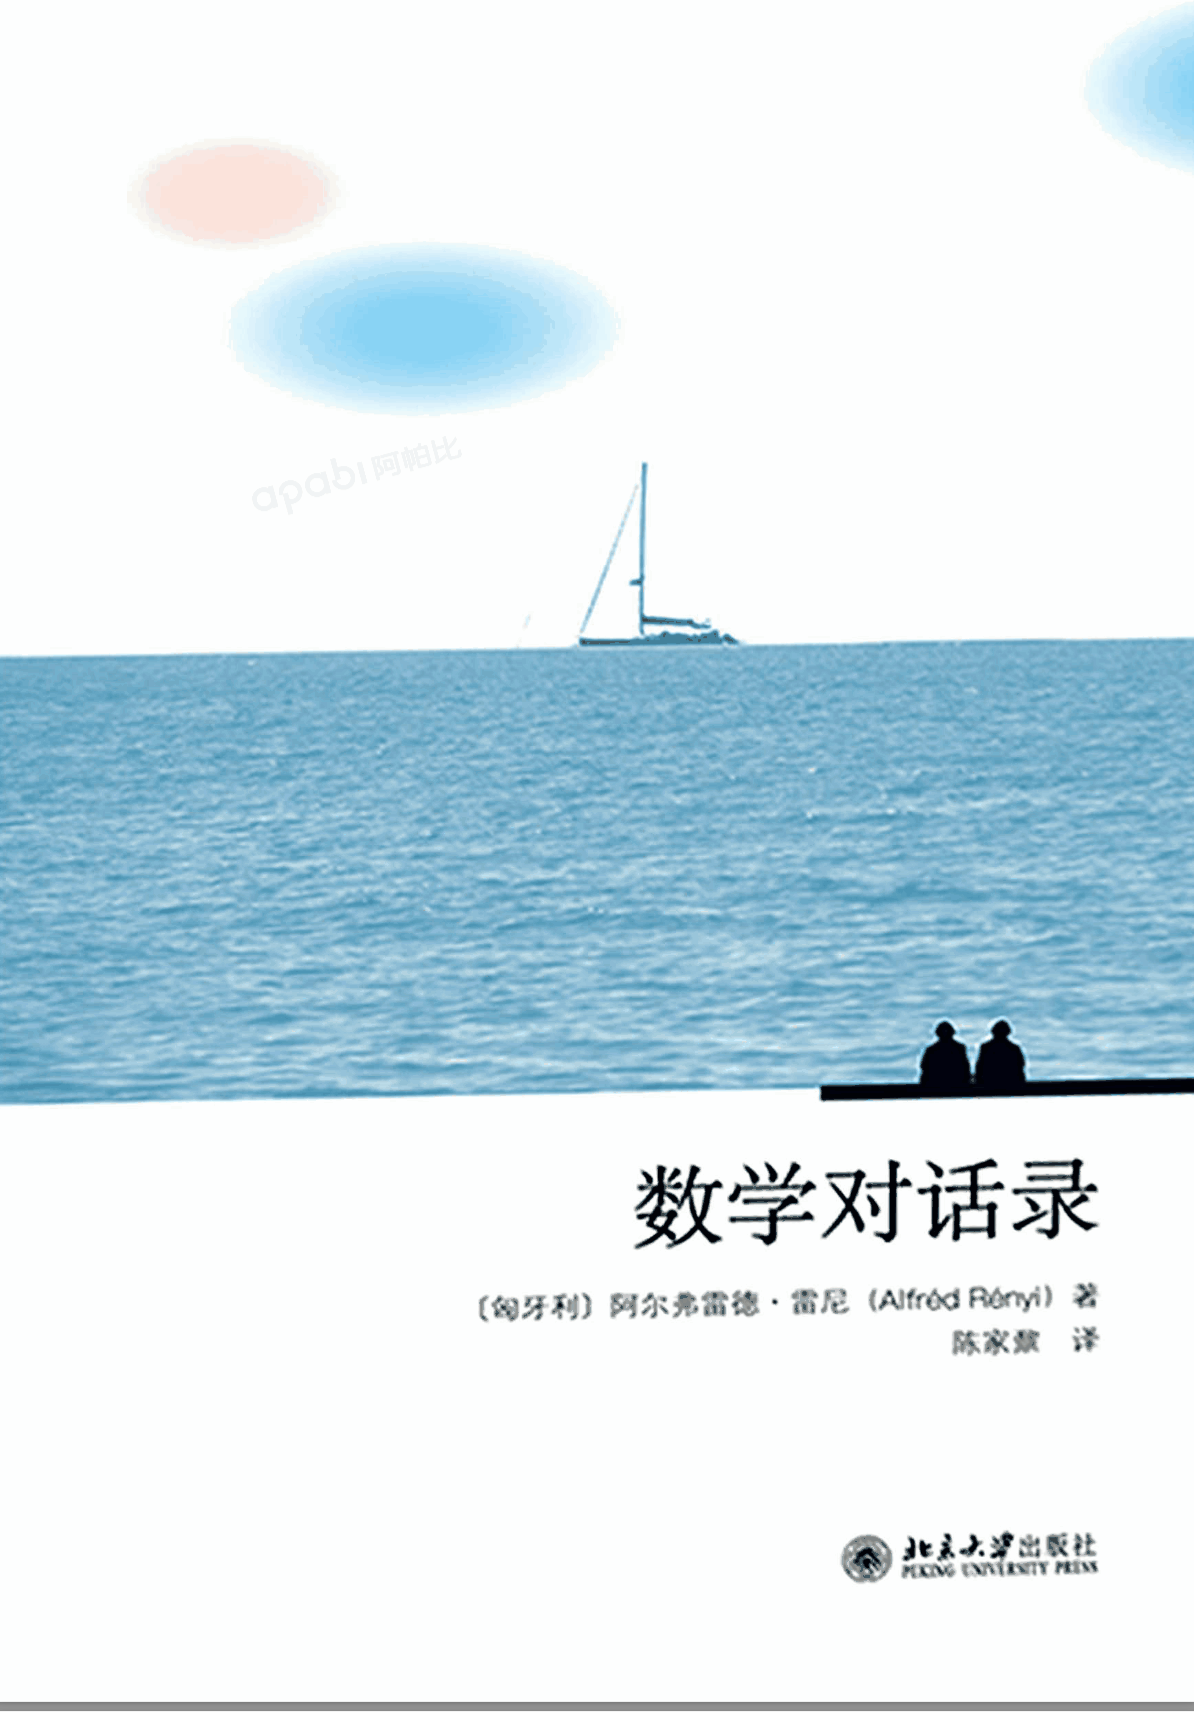 apabi 阿帕比
数学对话录
〔匈牙利〕阿尔弗雷德·雷尼（Alfréd Rényi）著
陈家鼐 译
北京大学出版社
PEKING UNIVERSITY PRESS